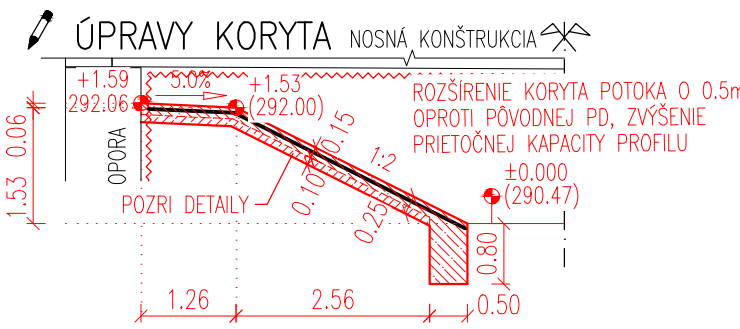 ÚPRAVY KORYTA NOSNÁ KONŠTRUKCIA
+1.59
292.06
5.0%
+1.53
(292.00)
ROZŠÍRENIE KORYTA POTOKA O 0.5m
OPROTI PÔVODNEJ PD, ZVÝŠENIE
PRIETOČNEJ KAPACITY PROFILU
±0.000
(290.47)
OPORA
0.06
1.53
0.15
1:2
0.10
0.25
POZRI DETAILY
0.80
1.26
2.56
0.50